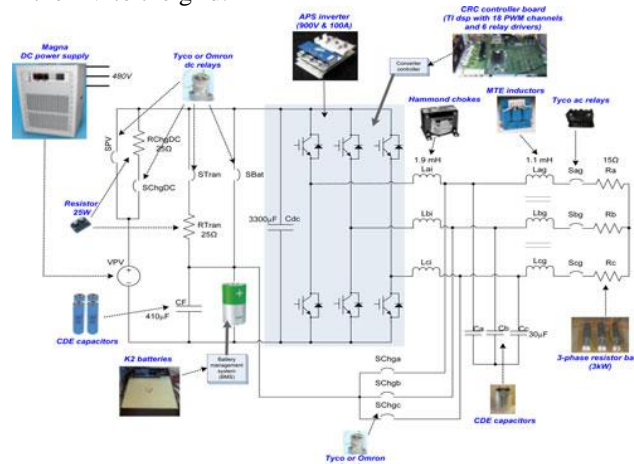 Magna
DC power supply
480V
Tyco or Omron
dc relays
APS inverter
(900V & 100A)
CRC controller board
(TI dsp with 18 PWM channels
and 6 relay drivers)
Converter
controller
Hammond chokes
MTE inductors
Tyco ac relays
SPV
RChgDC
25Ω
SChgDC
STran
SBat
Resistor
25W
RTran
25Ω
3300µF
Cdc
1.9 mH
Lai
Lbi
Lci
1.1 mH
Lag
Lbg
Lcg
Sag
Sbg
Scg
15Ω
Ra
Rb
Rc
VPV
CF
410µF
CDE capacitors
K2 batteries
Battery
management
system
(BMS)
Ca
Cb
Cc
30µF
SChga
SChgb
SChgc
Tyco or Omron
CDE capacitors
3-phase resistor ba
(3kW)